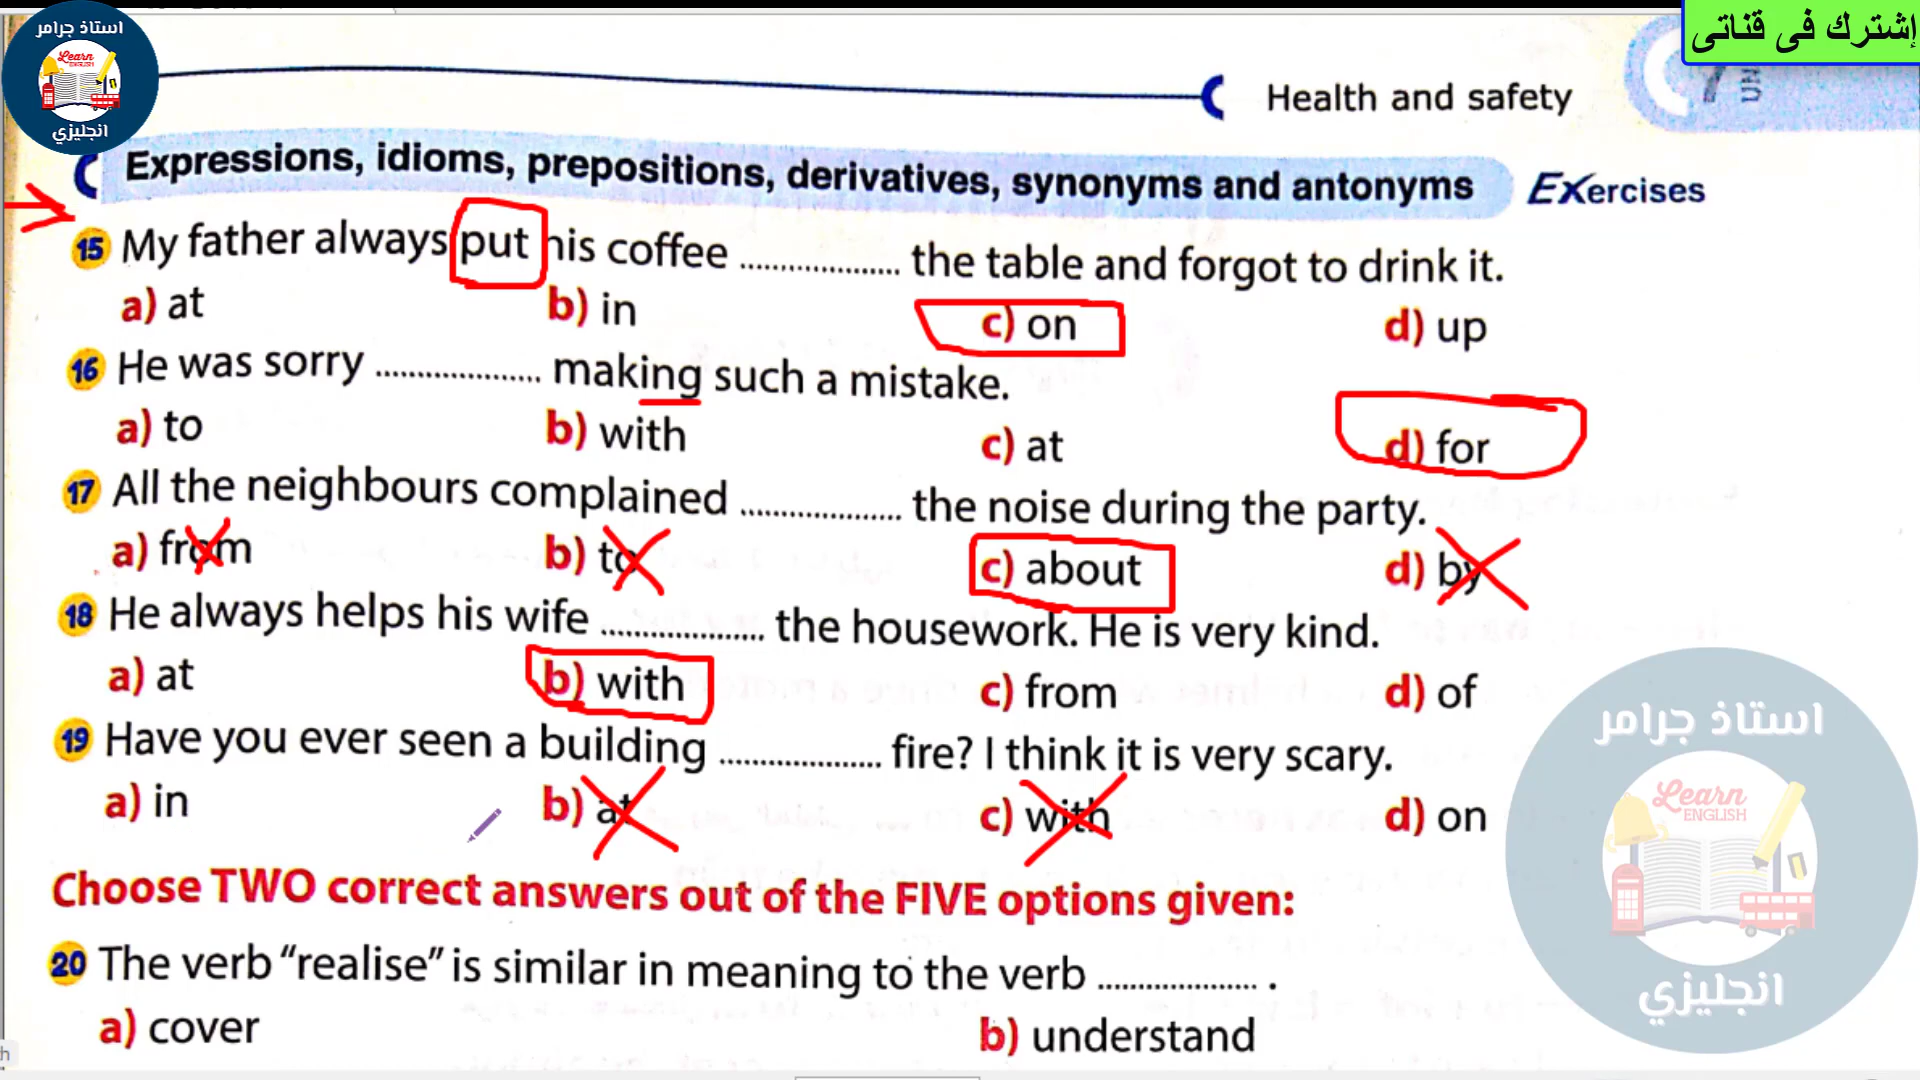 استاذ جرامر
Learn
ENGLISH
انجليزي
إشترك فى قناتى
Health and safety
7
UN
Expressions, idioms, prepositions, derivatives, synonyms and antonyms
Exercises
15 My father always put his coffee .................... the table and forgot to drink it.
a) at b) in c) on d) up
16 He was sorry .................... making such a mistake.
a) to b) with c) at d) for
17 All the neighbours complained .................... the noise during the party.
a) from b) to c) about d) by
18 He always helps his wife .................... the housework. He is very kind.
a) at b) with c) from d) of
19 Have you ever seen a building .................... fire? I think it is very scary.
a) in b) at c) with d) on
Choose TWO correct answers out of the FIVE options given:
20 The verb “realise” is similar in meaning to the verb .................... .
a) cover b) understand
استاذ جرامر
Learn
ENGLISH
انجليزي